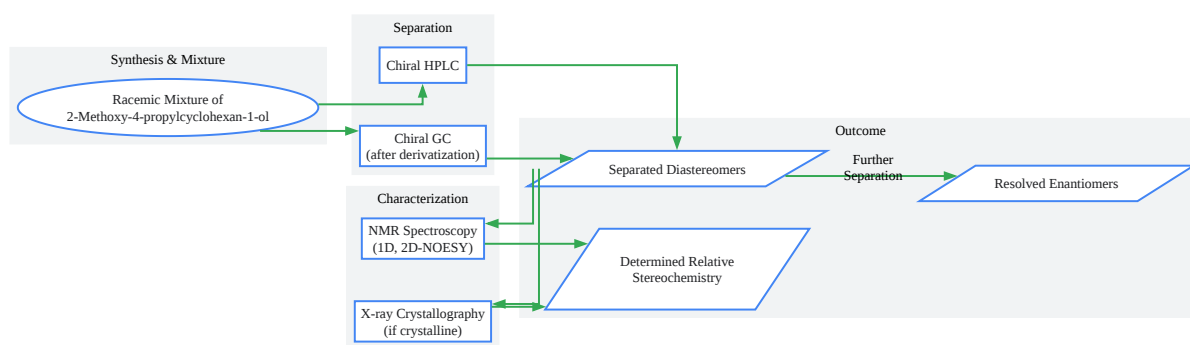 Synthesis & Mixture
Racemic Mixture of
2-Methoxy-4-propylcyclohexan-1-ol
Separation
Chiral HPLC
Chiral GC
(after derivatization)
Characterization
NMR Spectroscopy
(1D, 2D-NOESY)
X-ray Crystallography
(if crystalline)
Outcome
Separated Diastereomers
Further
Separation
Resolved Enantiomers
Determined Relative
Stereochemistry